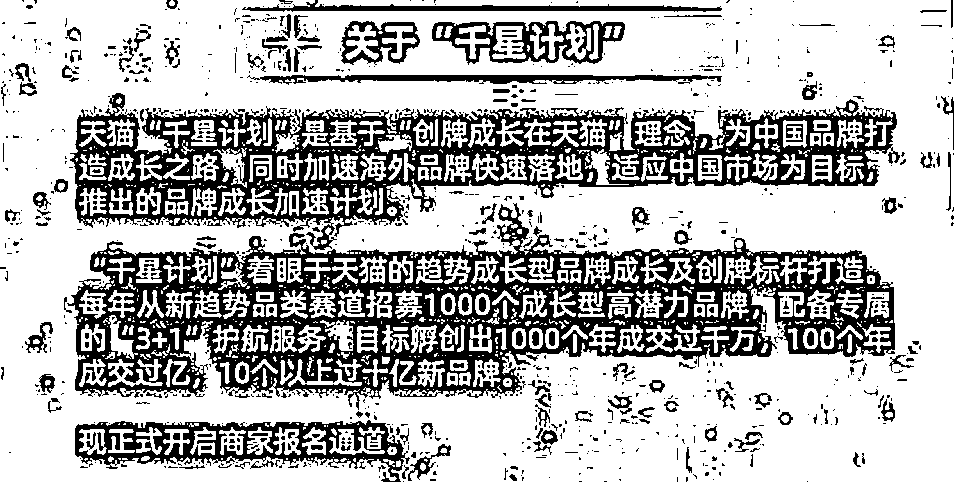 关于“千星计划”
天猫“千星计划”是基于“创牌成长在天猫”理念，为中国品牌打
造成长之路，同时加速海外品牌快速落地，适应中国市场为目标，
推出的品牌成长加速计划。
“千星计划”着眼于天猫的趋势成长型品牌成长及创牌标杆打造。
每年从新趋势品类赛道招募1000个成长型高潜力品牌，配备专属
的“3+1”护航服务，目标孵创出1000个年成交过千万，100个年
成交过亿，10个以上过十亿新品牌。
现正式开启商家报名通道。